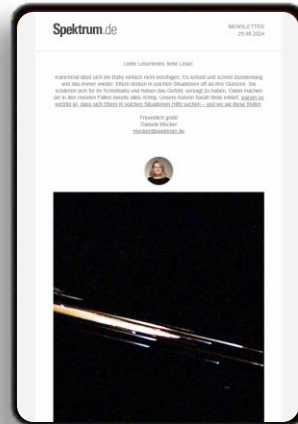 Spektrum.de
NEWSLETTER
29.08.2024
Liebe Leserinnen, liebe Leser,
manchmal lässt sich ein Baby einfach nicht beruhigen: Es schreit und schreit stundenlang
und das immer wieder. Eltern stoßen in solchen Situationen oft an ihre Grenzen. Sie
schämen sich für ihr Schreibaby und haben das Gefühl, versagt zu haben. Dabei machen
sie in den meisten Fällen bereits alles richtig. Unsere Autorin Sarah erklärt, warum es
wichtig ist, dass sich Eltern in solchen Situationen Hilfe suchen – und wo sie diese finden.
Freundlich grüßt
Daniela Mocker
mocker@spektrum.de